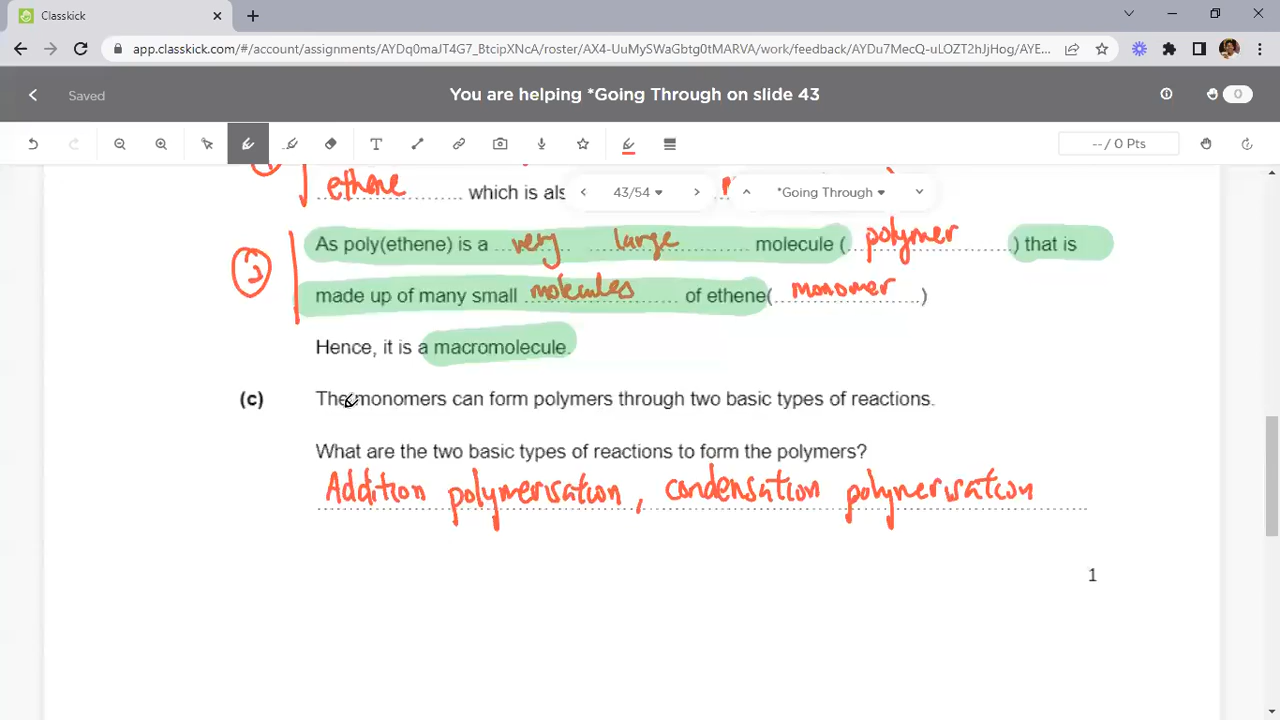 Classkick
app.classkick.com/#/account/assignments/AYDq0maJT4G7_BtcipXNcA/roster/AX4-UuMySWaGbtg0tMARVA/work/feedback/AYDu7MecQ-uLOZT2hJjHog/AYE...
Saved
You are helping *Going Through on slide 43
0
T
--/ 0 Pts
ethene which is als
43/54
*Going Through
As poly(ethene) is a very large molecule ( polymer ) that is
2
made up of many small molecules of ethene( monomer )
Hence, it is a macromolecule.
(c) The monomers can form polymers through two basic types of reactions.
What are the two basic types of reactions to form the polymers?
Addition polymerisation, condensation polymerisation
1